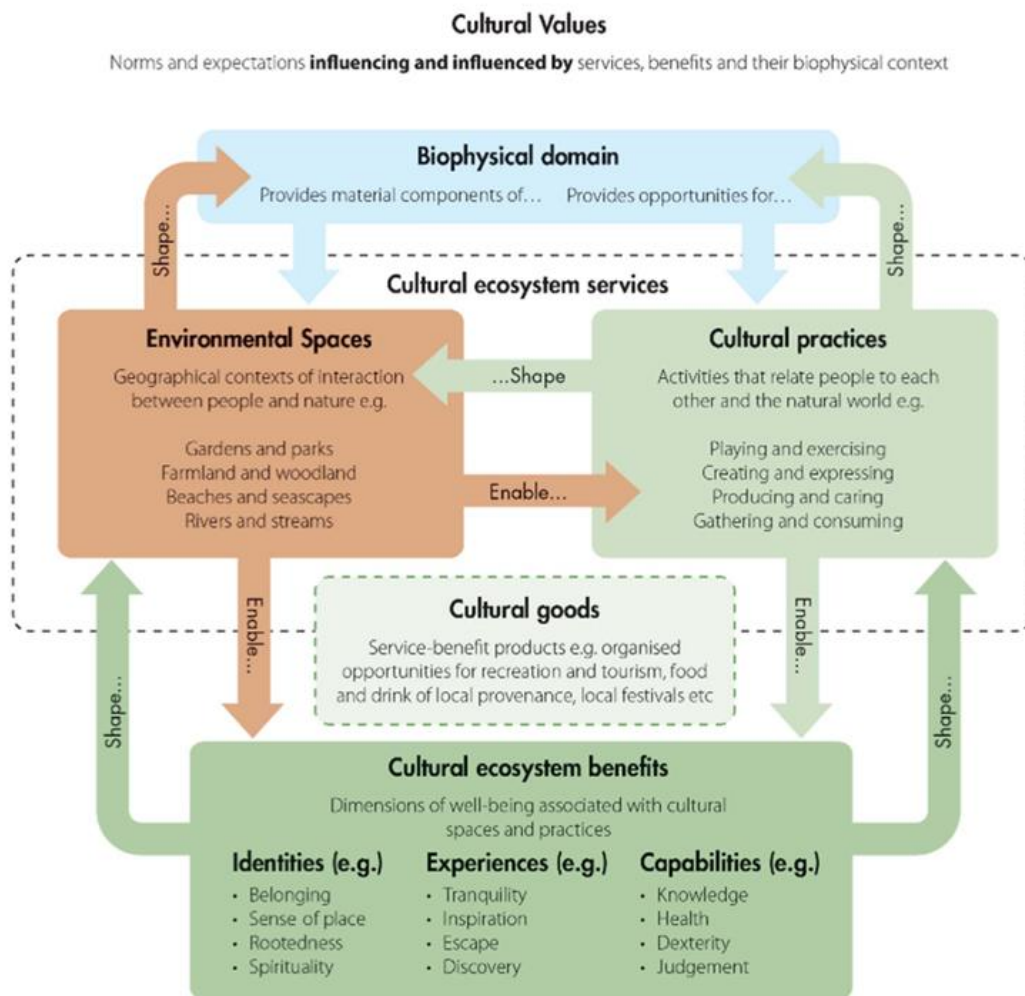 Cultural Values
Norms and expectations influencing and influenced by services, benefits and their biophysical context
Biophysical domain
Provides material components of... Provides opportunities for...
Shape...
Shape...
Cultural ecosystem services
Environmental Spaces
Geographical contexts of interaction
between people and nature e.g.
Gardens and parks
Farmland and woodland
Beaches and seascapes
Rivers and streams
...Shape
Enable...
Cultural practices
Activities that relate people to each
other and the natural world e.g.
Playing and exercising
Creating and expressing
Producing and caring
Gathering and consuming
Shape...
Enable...
Cultural goods
Service-benefit products e.g. organised
opportunities for recreation and tourism, food
and drink of local provenance, local festivals etc
Enable...
Shape...
Cultural ecosystem benefits
Dimensions of well-being associated with cultural
spaces and practices
Identities (e.g.)
• Belonging
• Sense of place
• Rootedness
• Spirituality
Experiences (e.g.)
• Tranquility
• Inspiration
• Escape
• Discovery
Capabilities (e.g.)
• Knowledge
• Health
• Dexterity
• Judgement